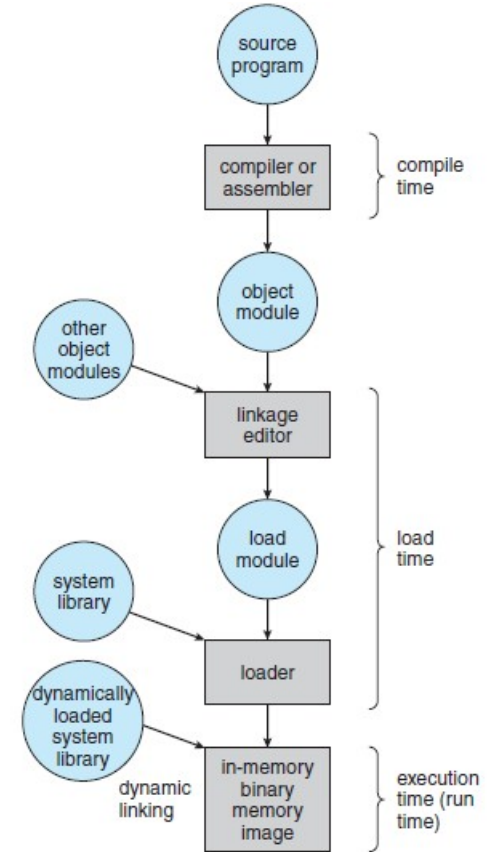 source
program
compiler or
assembler
compile
time
object
module
other
object
modules
linkage
editor
load
module
load
time
system
library
loader
dynamically
loaded
system
library
dynamic
linking
in-memory
binary
memory
image
execution
time (run
time)